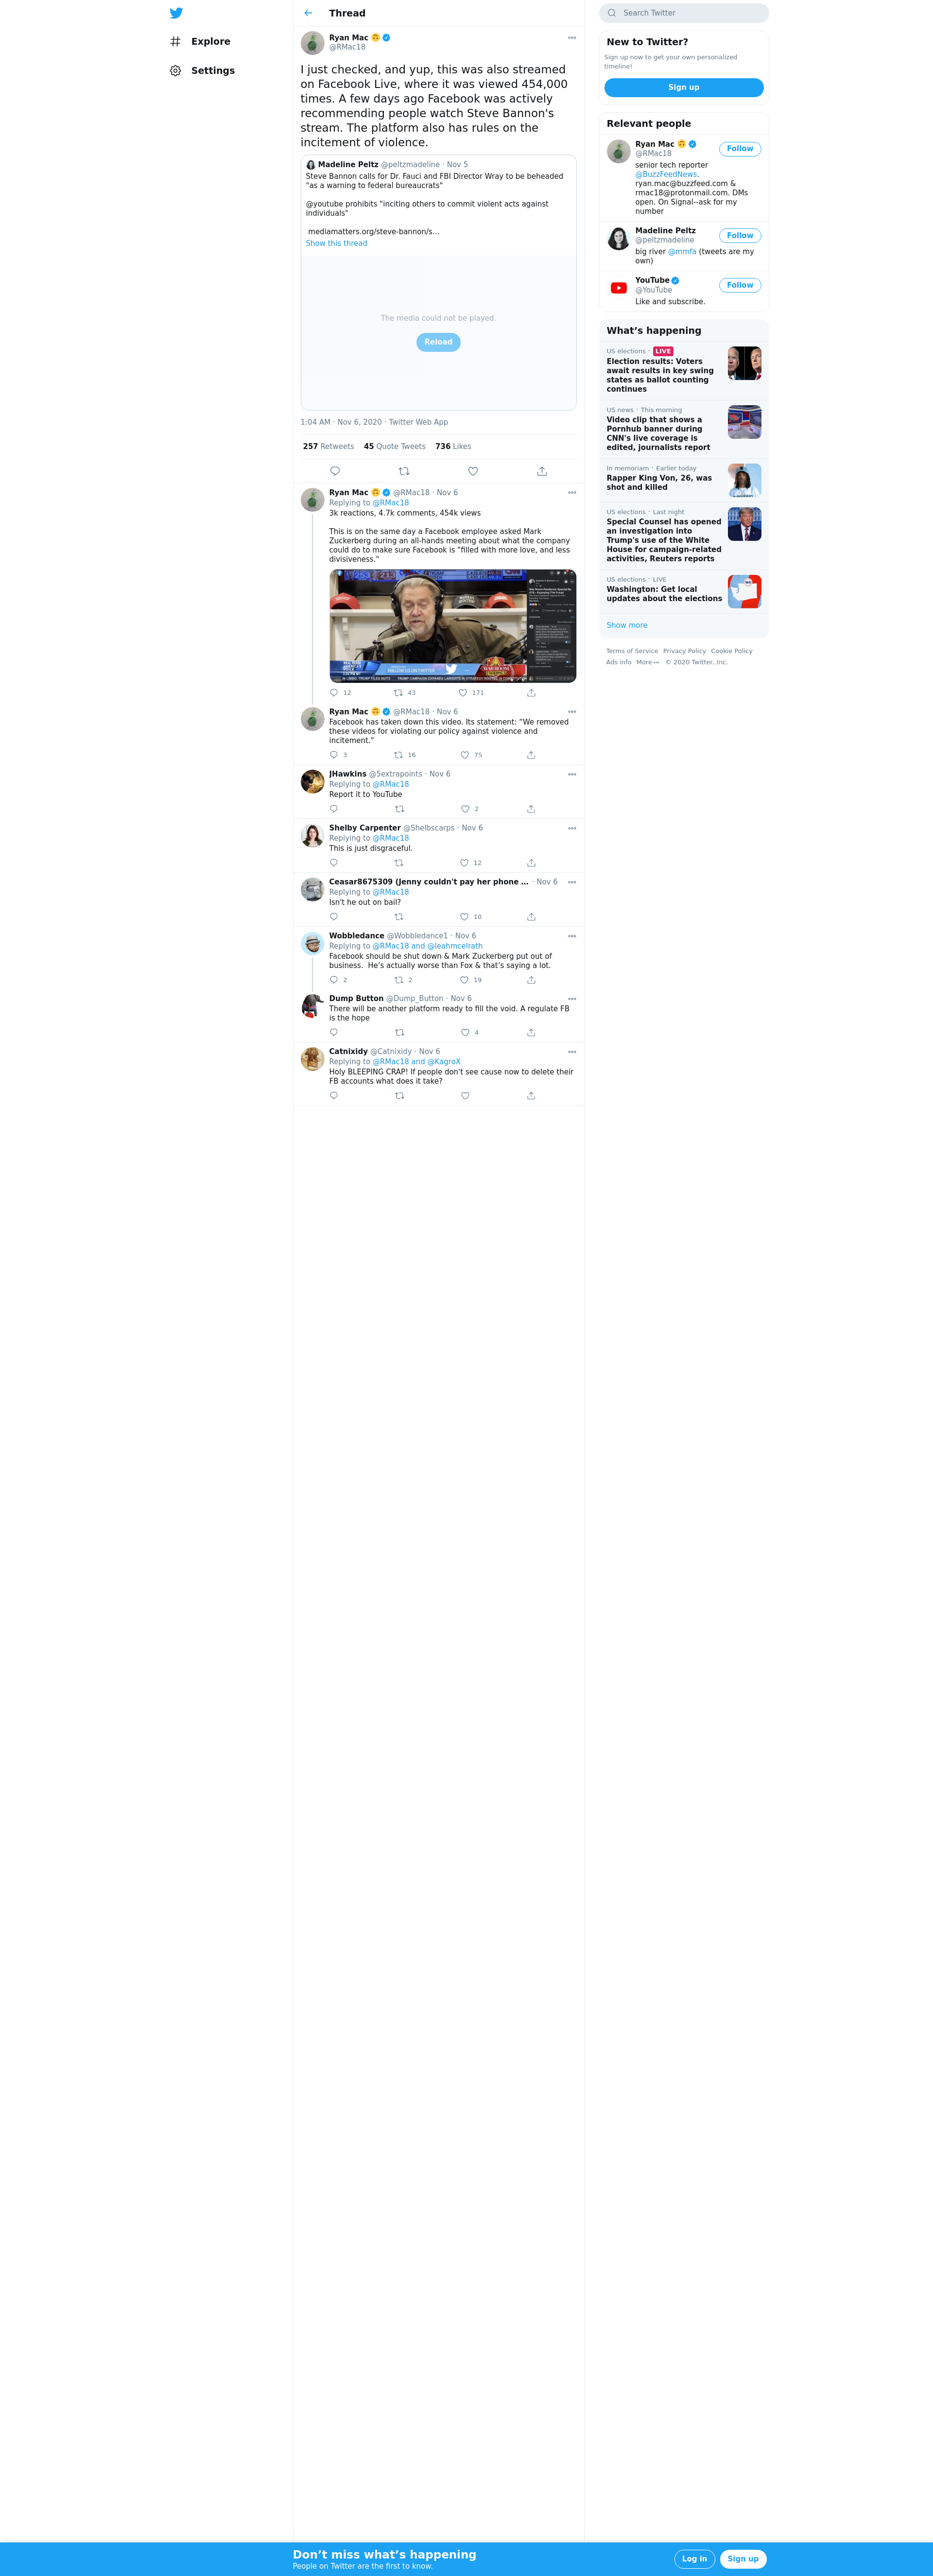 Explore
Settings
Thread
Ryan Mac 🙃
@RMac18
I just checked, and yup, this was also streamed
on Facebook Live, where it was viewed 454,000
times. A few days ago Facebook was actively
recommending people watch Steve Bannon's
stream. The platform also has rules on the
incitement of violence.
Madeline Peltz @peltzmadeline · Nov 5
Steve Bannon calls for Dr. Fauci and FBI Director Wray to be beheaded
"as a warning to federal bureaucrats"
@youtube prohibits "inciting others to commit violent acts against
individuals"
mediamatters.org/steve-bannon/s…
Show this thread
The media could not be played.
Reload
1:04 AM · Nov 6, 2020 · Twitter Web App
257 Retweets 45 Quote Tweets 736 Likes
Ryan Mac 🙃 @RMac18 · Nov 6
Replying to @RMac18
3k reactions, 4.7k comments, 454k views
This is on the same day a Facebook employee asked Mark
Zuckerberg during an all-hands meeting about what the company
could do to make sure Facebook is "filled with more love, and less
divisiveness."
FOLLOW US ON TWITTER
WARROOM
12 43 171
Ryan Mac 🙃 @RMac18 · Nov 6
Facebook has taken down this video. Its statement: “We removed
these videos for violating our policy against violence and
incitement."
3 16 75
JHawkins @5extrapoints · Nov 6
Replying to @RMac18
Report it to YouTube
2
Shelby Carpenter @Shelbscarps · Nov 6
Replying to @RMac18
This is just disgraceful.
12
Ceasar8675309 (Jenny couldn't pay her phone … · Nov 6
Replying to @RMac18
Isn't he out on bail?
10
Wobbledance @Wobbledance1 · Nov 6
Replying to @RMac18 and @leahmcelrath
Facebook should be shut down & Mark Zuckerberg put out of
business.  He’s actually worse than Fox & that’s saying a lot.
2 2 19
Dump Button @Dump_Button · Nov 6
There will be another platform ready to fill the void. A regulate FB
is the hope
4
Catnixidy @Catnixidy · Nov 6
Replying to @RMac18 and @KagroX
Holy BLEEPING CRAP! If people don't see cause now to delete their
FB accounts what does it take?
Search Twitter
New to Twitter?
Sign up now to get your own personalized
timeline!
Sign up
Relevant people
Ryan Mac 🙃
@RMac18
Follow
senior tech reporter
@BuzzFeedNews.
ryan.mac@buzzfeed.com &
rmac18@protonmail.com. DMs
open. On Signal--ask for my
number
Madeline Peltz
@peltzmadeline
Follow
big river @mmfa (tweets are my
own)
YouTube
@YouTube
Follow
Like and subscribe.
What’s happening
US elections · LIVE
Election results: Voters
await results in key swing
states as ballot counting
continues
US news · This morning
Video clip that shows a
Pornhub banner during
CNN's live coverage is
edited, journalists report
In memoriam · Earlier today
Rapper King Von, 26, was
shot and killed
US elections · Last night
Special Counsel has opened
an investigation into
Trump's use of the White
House for campaign-related
activities, Reuters reports
US elections · LIVE
Washington: Get local
updates about the elections
Show more
Terms of Service Privacy Policy Cookie Policy
Ads info More ··· © 2020 Twitter, Inc.
Don’t miss what’s happening
People on Twitter are the first to know.
Log in
Sign up